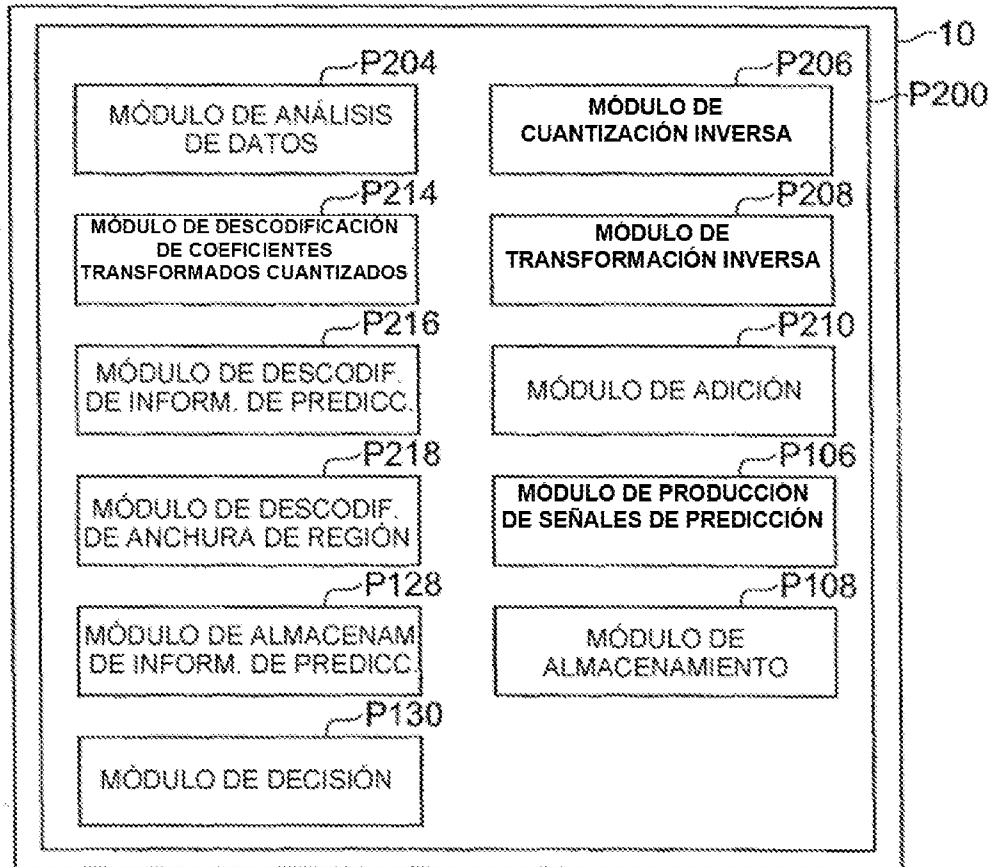 10
P200
P204
MÓDULO DE ANÁLISIS
DE DATOS
P206
MÓDULO DE
CUANTIZACIÓN INVERSA
P214
MÓDULO DE DESCODIFICACIÓN
DE COEFICIENTES
TRANSFORMADOS CUANTIZADOS
P208
MÓDULO DE
TRANSFORMACIÓN INVERSA
P216
MÓDULO DE DESCODIF.
DE INFORM. DE PREDICC.
P210
MÓDULO DE ADICIÓN
P218
MÓDULO DE DESCODIF.
DE ANCHURA DE REGIÓN
P106
MÓDULO DE PRODUCCIÓN
DE SEÑALES DE PREDICCIÓN
P128
MÓDULO DE ALMACENAM
DE INFORM. DE PREDICC.
P108
MÓDULO DE
ALMACENAMIENTO
P130
MÓDULO DE DECISIÓN